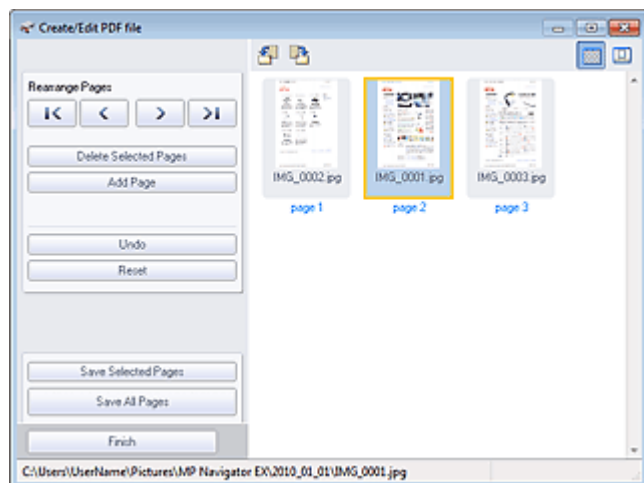 Create/Edit PDF file
Rearrange Pages
Delete Selected Pages
Add Page
Undo
Reset
Save Selected Pages
Save All Pages
Finish
IMG_0002.jpg
IMG_0001.jpg
IMG_0003.jpg
page 1
page 2
page 3
C:\Users\UserName\Pictures\MP Navigator EX\2010_01_01\IMG_0001.jpg